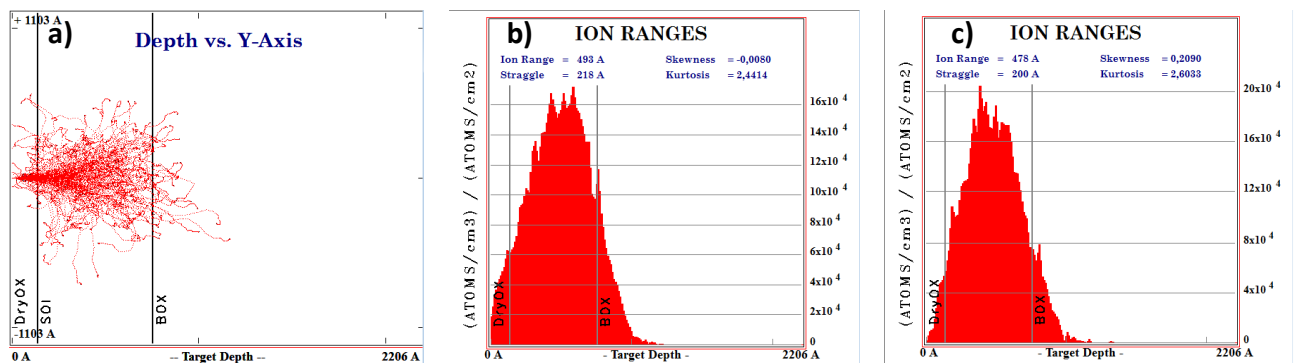 + 1103 A
a)
Depth vs. Y-Axis
DryOX
SOI
BOX
-1103 A
0 A
-- Target Depth --
2206 A
b)
ION RANGES
Ion Range = 493 A
Skewness = -0,0080
Straggle = 218 A
Kurtosis = 2,4414
(ATOMS/cm3) / (ATOMS/cm2)
16x10 4
14x10 4
12x10 4
10x10 4
8x10 4
6x10 4
4x10 4
2x10 4
0
DryOX
BOX
0 A
- Target Depth -
2206 A
c)
ION RANGES
Ion Range = 478 A
Skewness = 0,2090
Straggle = 200 A
Kurtosis = 2,6033
(ATOMS/cm3) / (ATOMS/cm2)
20x10 4
16x10 4
12x10 4
8x10 4
4x10 4
0
DryOX
BOX
0 A
- Target Depth -
2206 A